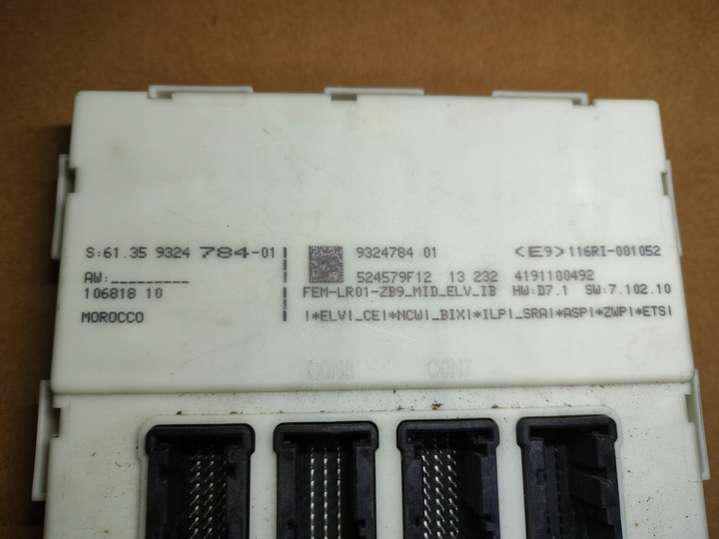 S:61.35 9324 784-01
AW:_________
106818 10
MOROCCO
9324784 01 <E9>116RI-001052
524579F12 13 232 4191100492
FEM-LR01-ZB9_MID_ELV_IB HW:D7.1 SW:7.102.10
|*ELV|_CE|*NCW|_BIX|*ILP|_SRA|*ASP|*ZWP|*ETS|